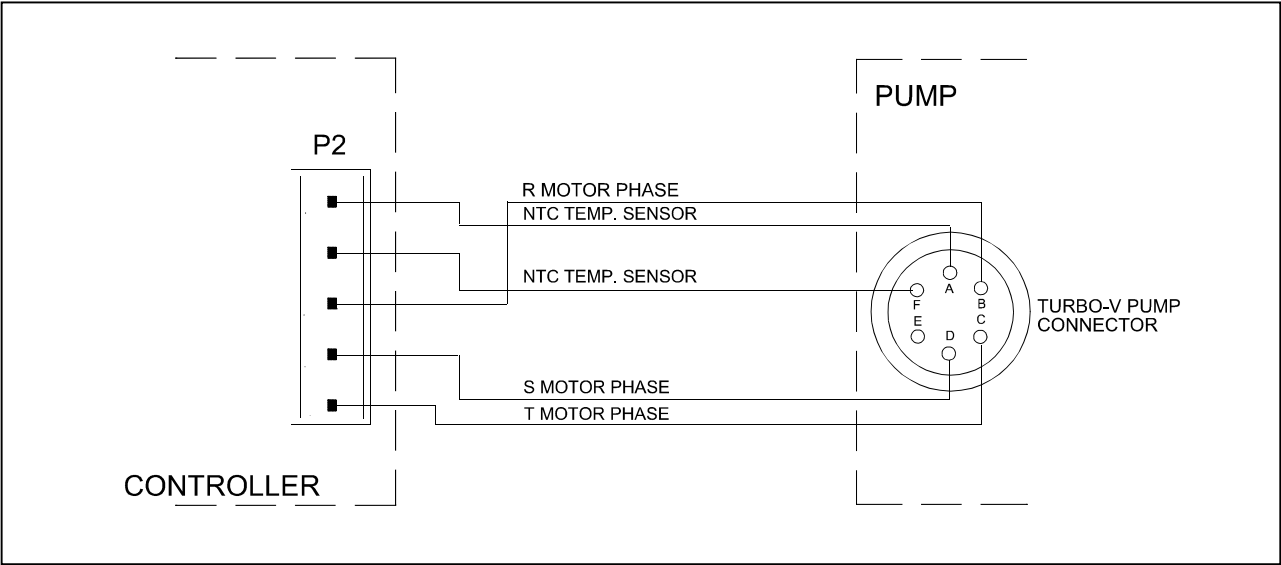 PUMP
P2
R MOTOR PHASE
NTC TEMP. SENSOR
NTC TEMP. SENSOR
A
B
F
C
E
D
TURBO-V PUMP
CONNECTOR
S MOTOR PHASE
T MOTOR PHASE
CONTROLLER